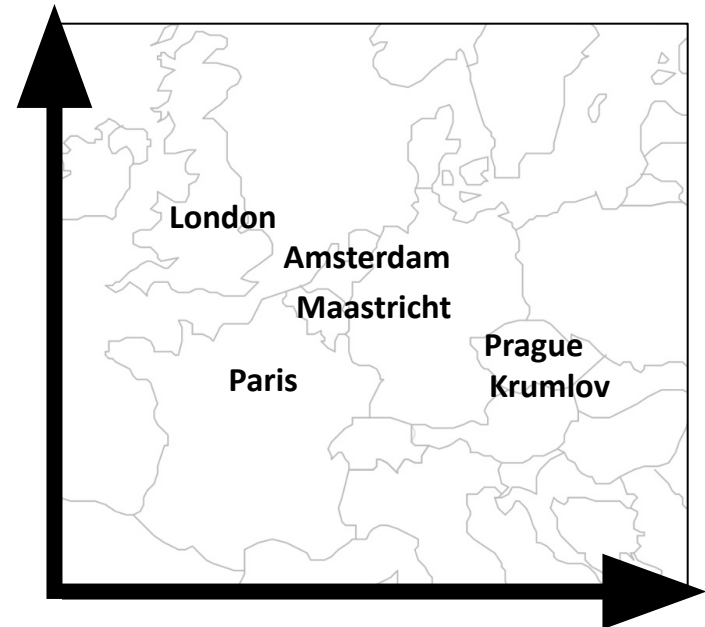 London
Amsterdam
Maastricht
Prague
Paris
Krumlov